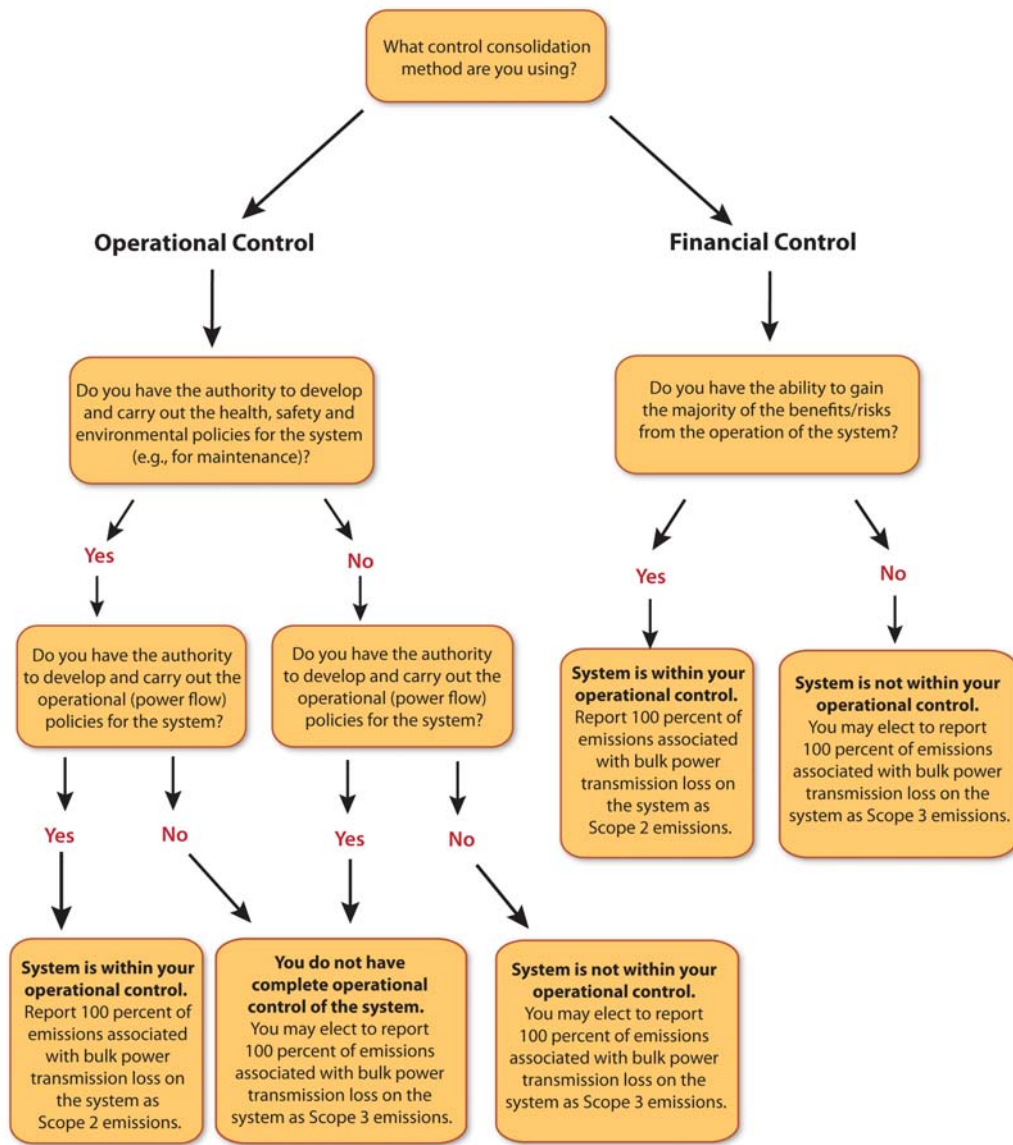 What control consolidation
method are you using?
Operational Control
Financial Control
Do you have the authority to develop
and carry out the health, safety and
environmental policies for the system
(e.g., for maintenance)?
Do you have the ability to gain
the majority of the benefits/risks
from the operation of the system?
Yes
No
Yes
No
Do you have the authority
to develop and carry out the
operational (power flow)
policies for the system?
Do you have the authority
to develop and carry out the
operational (power flow)
policies for the system?
System is within your
operational control.
Report 100 percent of
emissions associated
with bulk power
transmission loss on
the system as
Scope 2 emissions.
System is not within your
operational control.
You may elect to report
100 percent of emissions
associated with bulk power
transmission loss on the
system as Scope 3 emissions.
Yes
No
Yes
No
System is within your
operational control.
Report 100 percent of
emissions associated
with bulk power
transmission loss on
the system as
Scope 2 emissions.
You do not have
complete operational
control of the system.
You may elect to report
100 percent of emissions
associated with bulk power
transmission loss on the
system as Scope 3 emissions.
System is not within your
operational control.
You may elect to report
100 percent of emissions
associated with bulk power
transmission loss on the
system as Scope 3 emissions.